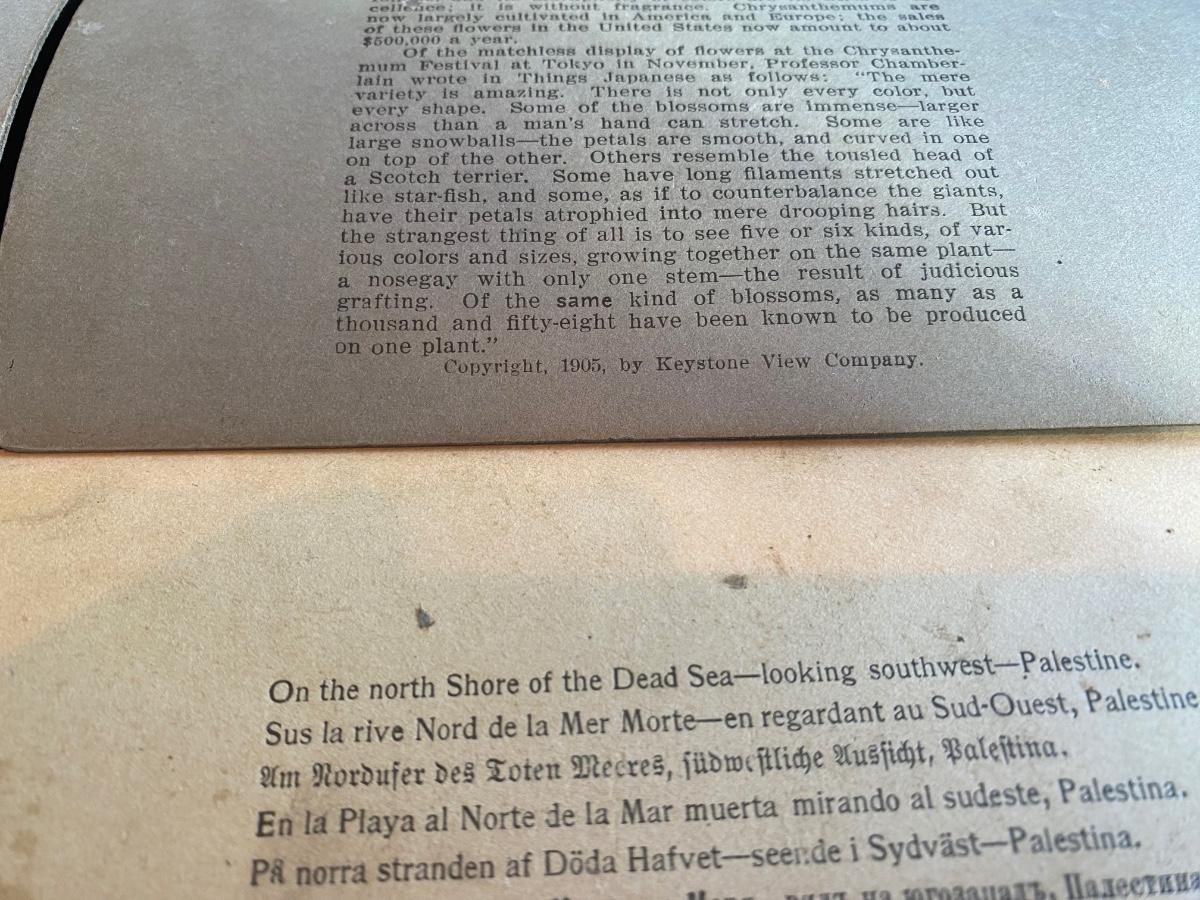 cellence; it is without fragrance. Chrysanthemums are
now largely cultivated in America and Europe; the sales
of these flowers in the United States now amount to about
$500,000 a year.
Of the matchless display of flowers at the Chrysanthe-
mum Festival at Tokyo in November, Professor Chamber-
lain wrote in Things Japanese as follows: “The mere
variety is amazing. There is not only every color, but
every shape. Some of the blossoms are immense—larger
across than a man's hand can stretch. Some are like
large snowballs—the petals are smooth, and curved in one
on top of the other. Others resemble the tousled head of
a Scotch terrier. Some have long filaments stretched out
like star-fish, and some, as if to counterbalance the giants,
have their petals atrophied into mere drooping hairs. But
the strangest thing of all is to see five or six kinds, of var-
ious colors and sizes, growing together on the same plant—
a nosegay with only one stem—the result of judicious
grafting. Of the same kind of blossoms, as many as a
thousand and fifty-eight have been known to be produced
on one plant.”
Copyright, 1905, by Keystone View Company.
On the north Shore of the Dead Sea—looking southwest—Palestine.
Sus la rive Nord de la Mer Morte—en regardant au Sud-Ouest, Palestine
Am Nordufer des Toten Meeres, südwestliche Aussicht, Palestina.
En la Playa al Norte de la Mar muerta mirando al sudeste, Palestina.
På norra stranden af Döda Hafvet—seende i Sydväst—Palestina.
на югозападъ, Палестина